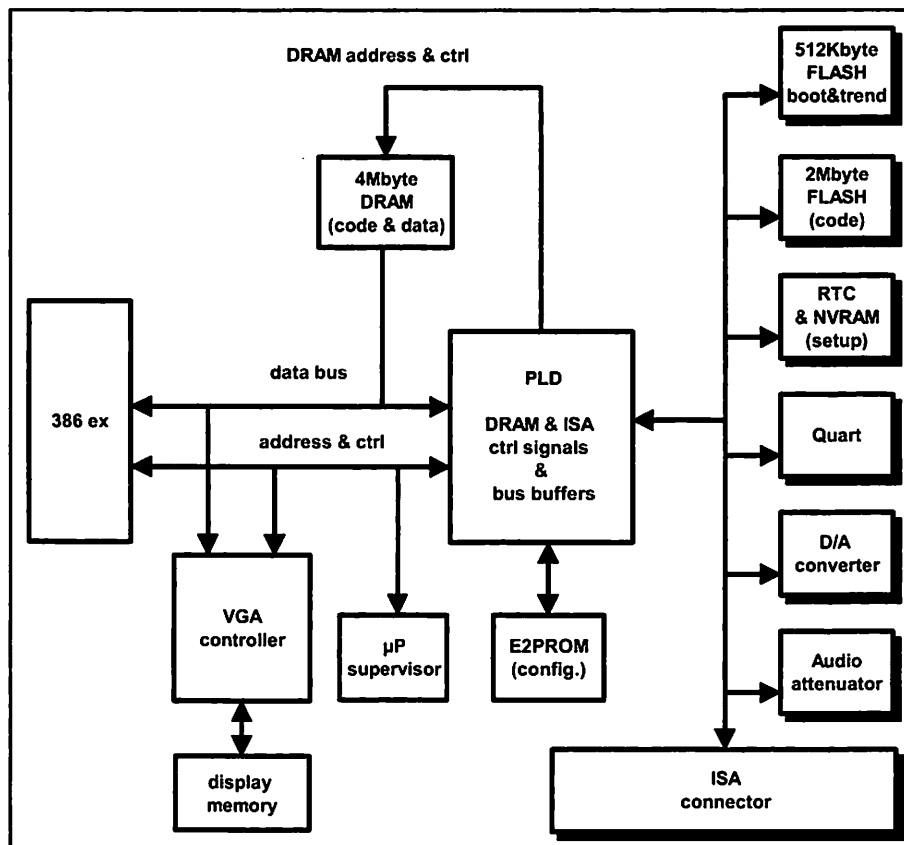 DRAM address & ctrl
512Kbyte
FLASH
boot&trend
4Mbyte
DRAM
(code & data)
2Mbyte
FLASH
(code)
RTC
& NVRAM
(setup)
386 ex
data bus
address & ctrl
PLD
DRAM & ISA
ctrl signals
&
bus buffers
Quart
D/A
converter
VGA
controller
µP
supervisor
E2PROM
(config.)
Audio
attenuator
display
memory
ISA
connector